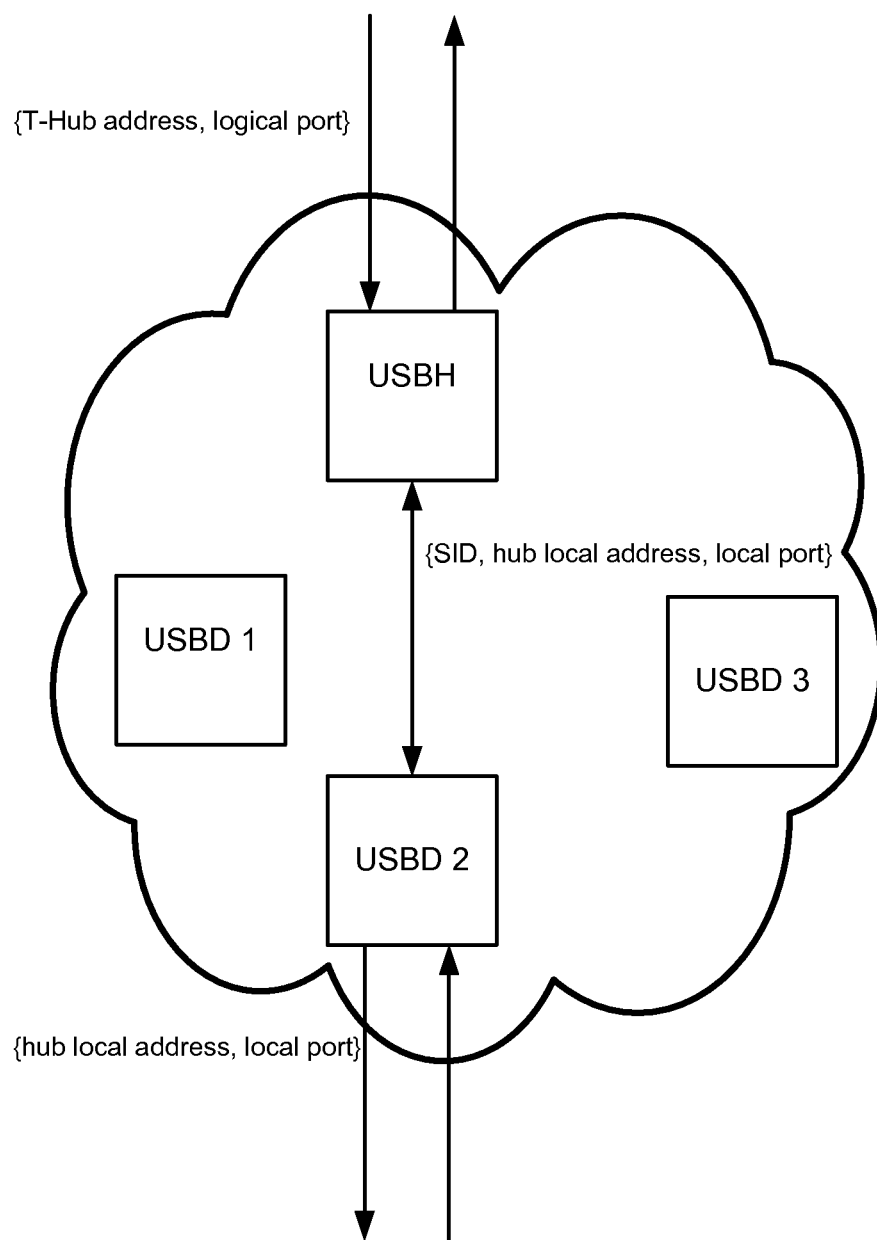 {T-Hub address, logical port}
USBH
{SID, hub local address, local port}
USBD 1
USBD 3
USBD 2
{hub local address, local port}